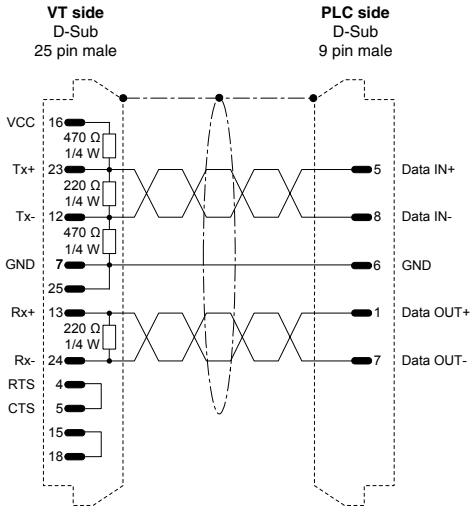 VT side
D-Sub
25 pin male
PLC side
D-Sub
9 pin male
VCC 16
470 Ω
1/4 W
Tx+ 23
5 Data IN+
220 Ω
1/4 W
Tx- 12
8 Data IN-
470 Ω
1/4 W
GND 7
6 GND
25
Rx+ 13
1 Data OUT+
220 Ω
1/4 W
Rx- 24
7 Data OUT-
RTS 4
CTS 5
15
18